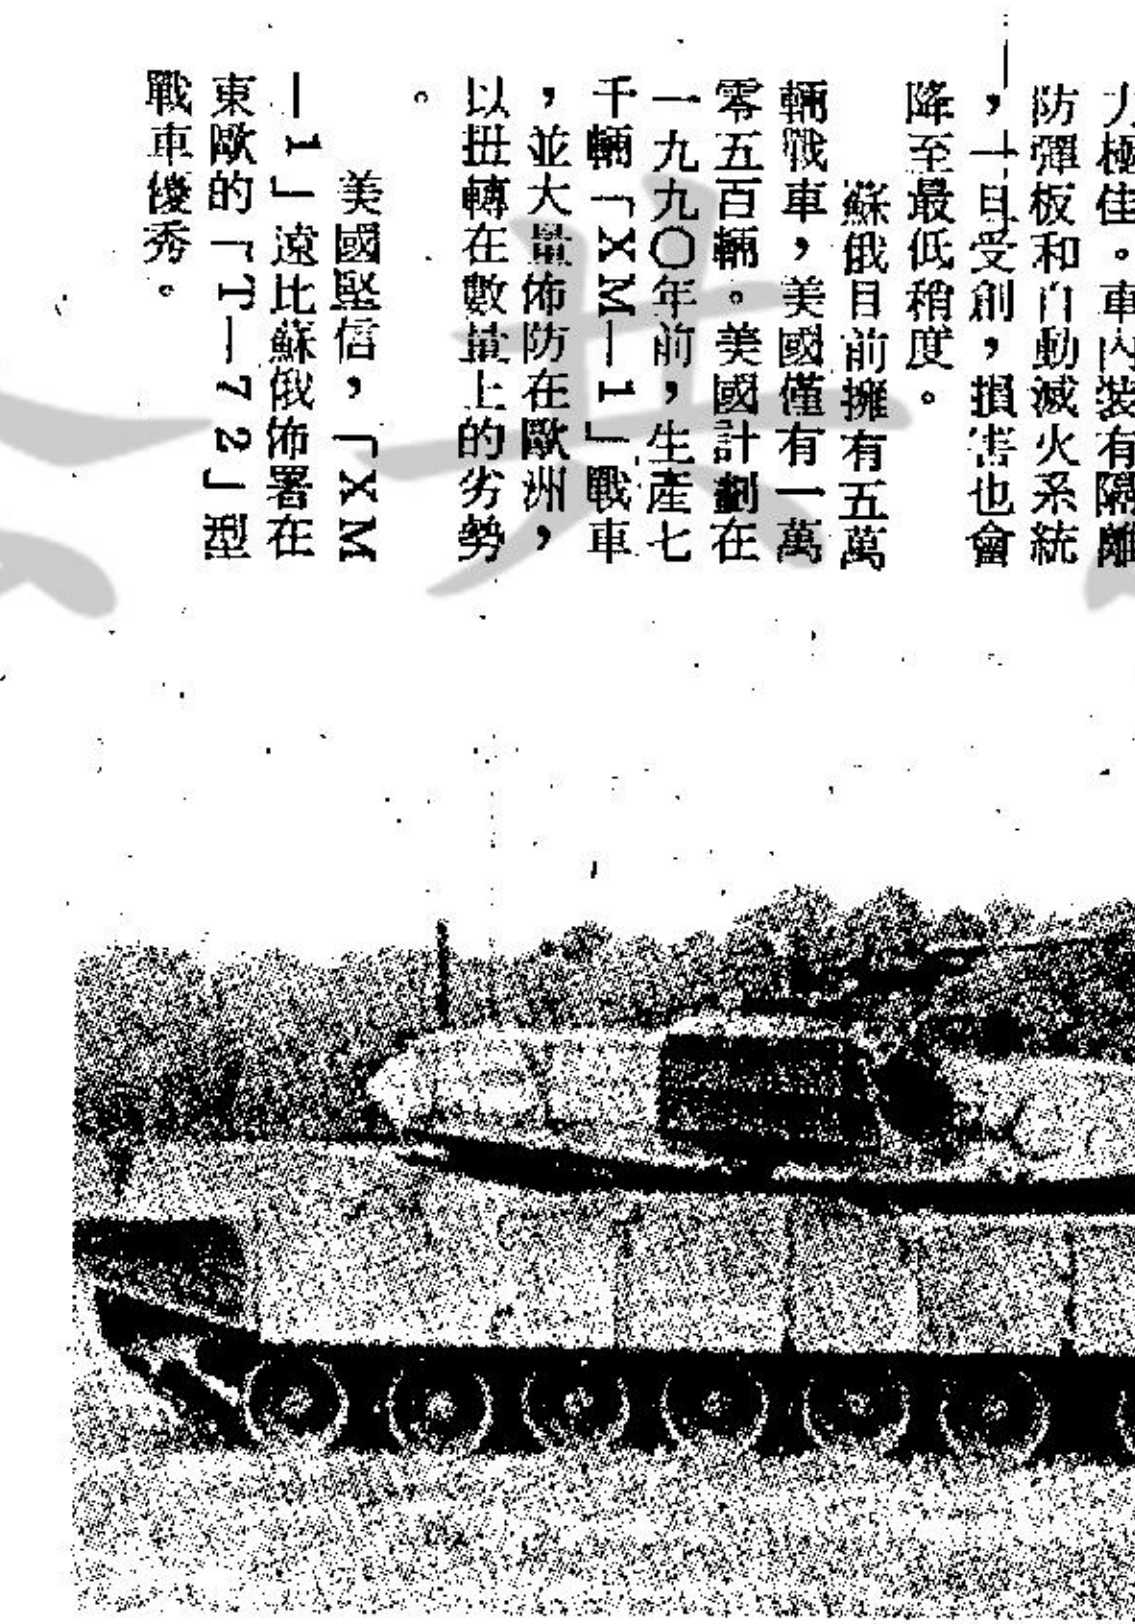 力極佳。車內裝有隔離
防彈板和自動滅火系統
，一旦受創，損害也會
降至最低稍度。
蘇俄目前擁有五萬
輛戰車，美國僅有一萬
零五百輛。美國計劃在
一九九〇年前，生產七
千輛「XM—1」戰車
，並大量佈防在歐洲，
以扭轉在數量上的劣勢
。
美國堅信，「XM
—1」遠比蘇俄佈署在
東歐的「T—72」型
戰車優秀。
共